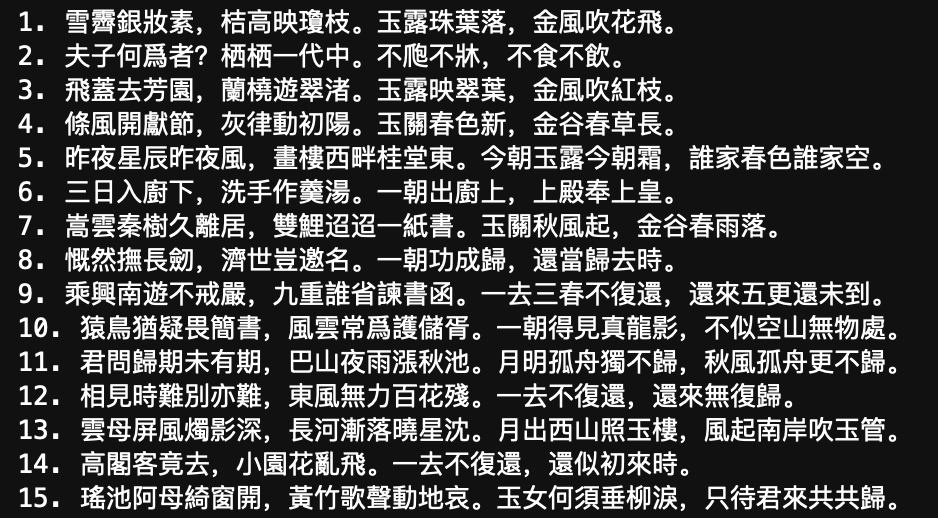 1. 雪霽銀妝素，桔高映瓊枝。玉露珠葉落，金風吹花飛。
2. 夫子何爲者？栖栖一代中。不爮不牀，不食不飲。
3. 飛蓋去芳園，蘭橈遊翠渚。玉露映翠葉，金風吹紅枝。
4. 條風開獻節，灰律動初陽。玉關春色新，金谷春草長。
5. 昨夜星辰昨夜風，畫樓西畔桂堂東。今朝玉露今朝霜，誰家春色誰家空。
6. 三日入廚下，洗手作羹湯。一朝出廚上，上殿奉上皇。
7. 嵩雲秦樹久離居，雙鯉迢迢一紙書。玉關秋風起，金谷春雨落。
8. 慨然撫長劒，濟世豈邀名。一朝功成歸，還當歸去時。
9. 乘興南遊不戒嚴，九重誰省諫書函。一去三春不復還，還來五更還未到。
10. 猿鳥猶疑畏簡書，風雲常爲護儲胥。一朝得見真龍影，不似空山無物處。
11. 君問歸期未有期，巴山夜雨漲秋池。月明孤舟獨不歸，秋風孤舟更不歸。
12. 相見時難別亦難，東風無力百花殘。一去不復還，還來無復歸。
13. 雲母屏風燭影深，長河漸落曉星沈。月出西山照玉樓，風起南岸吹玉管。
14. 高閣客竟去，小園花亂飛。一去不復還，還似初來時。
15. 瑤池阿母綺窗開，黃竹歌聲動地哀。玉女何須垂柳淚，只待君來共共歸。